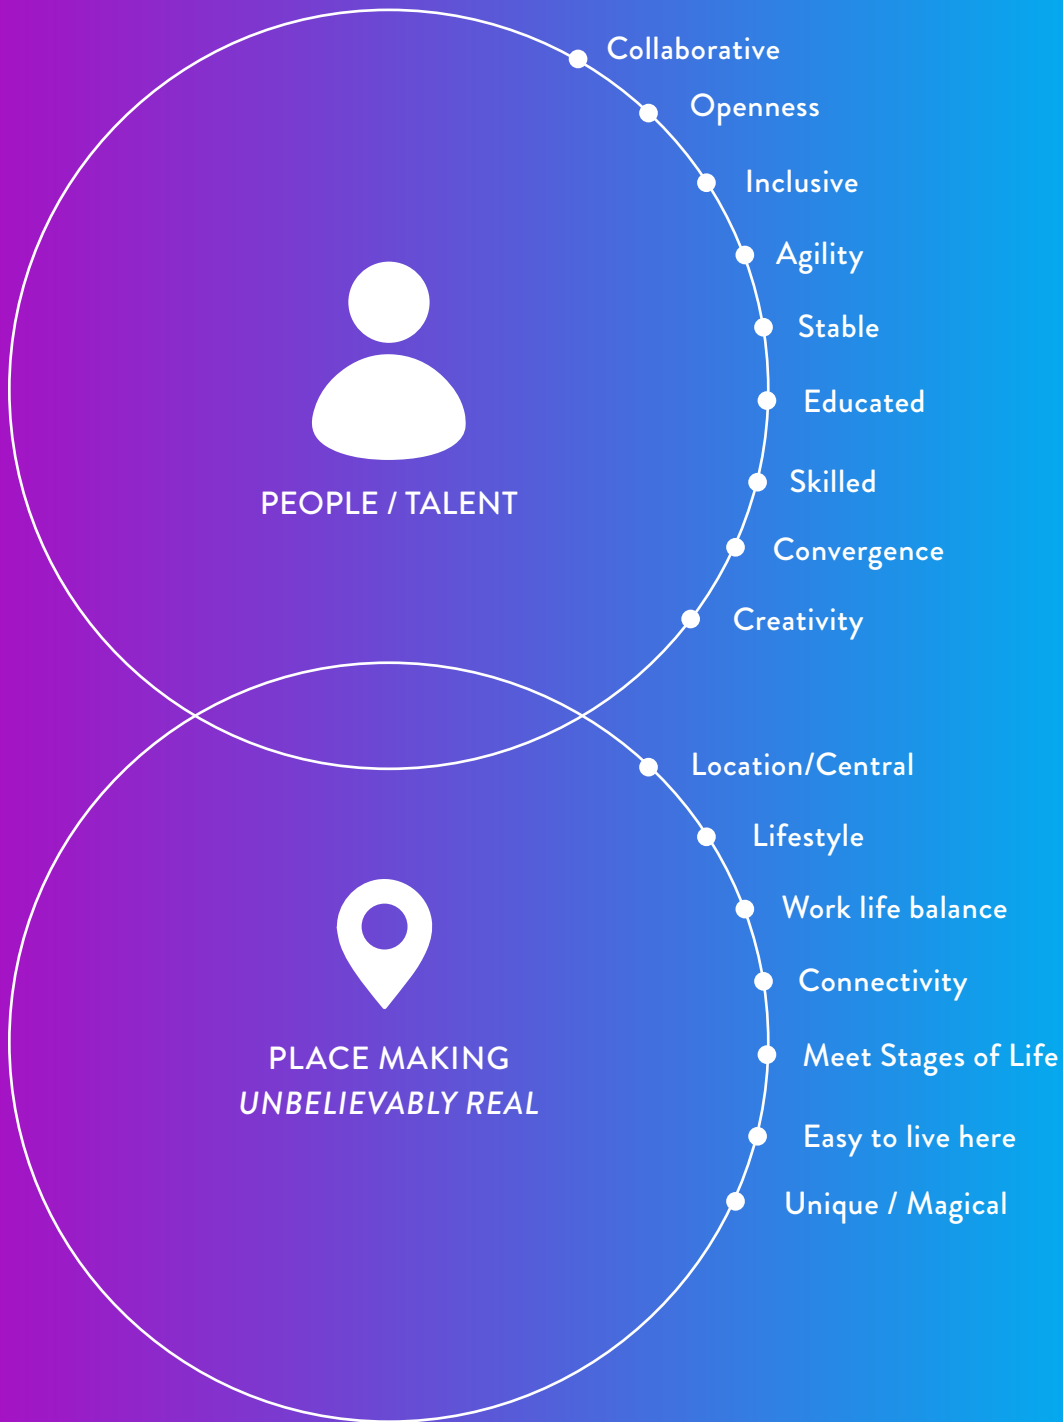 Collaborative
Openness
Inclusive
Agility
Stable
Educated
Skilled
Convergence
Creativity
PEOPLE / TALENT
Location/Central
Lifestyle
Work life balance
Connectivity
Meet Stages of Life
Easy to live here
Unique / Magical
PLACE MAKING
UNBELIEVABLY REAL